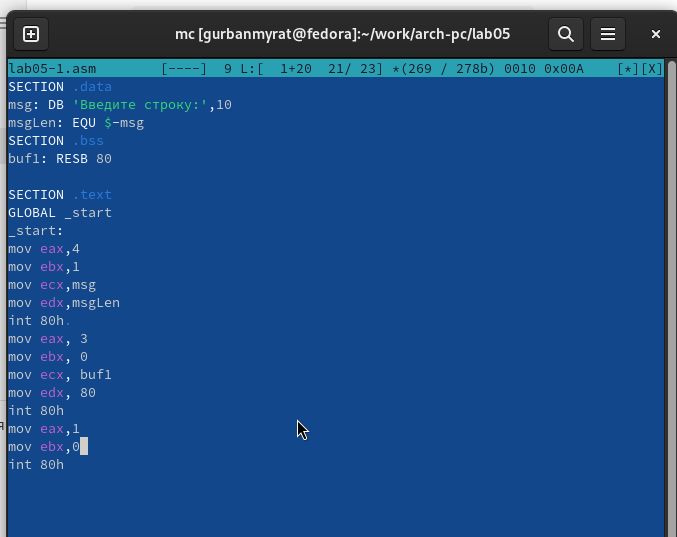 mc [gurbanmyrat@fedora]:~/work/arch-pc/lab05
lab05-1.asm [----] 9 L:[ 1+20 21/ 23] *(269 / 278b) 0010 0x00A [*][X]
SECTION .data
msg: DB 'Введите строку:',10
msgLen: EQU $-msg
SECTION .bss
buf1: RESB 80
SECTION .text
GLOBAL _start
_start:
mov eax,4
mov ebx,1
mov ecx,msg
mov edx,msgLen
int 80h
mov eax, 3
mov ebx, 0
mov ecx, buf1
mov edx, 80
int 80h
mov eax,1
mov ebx,0
int 80h